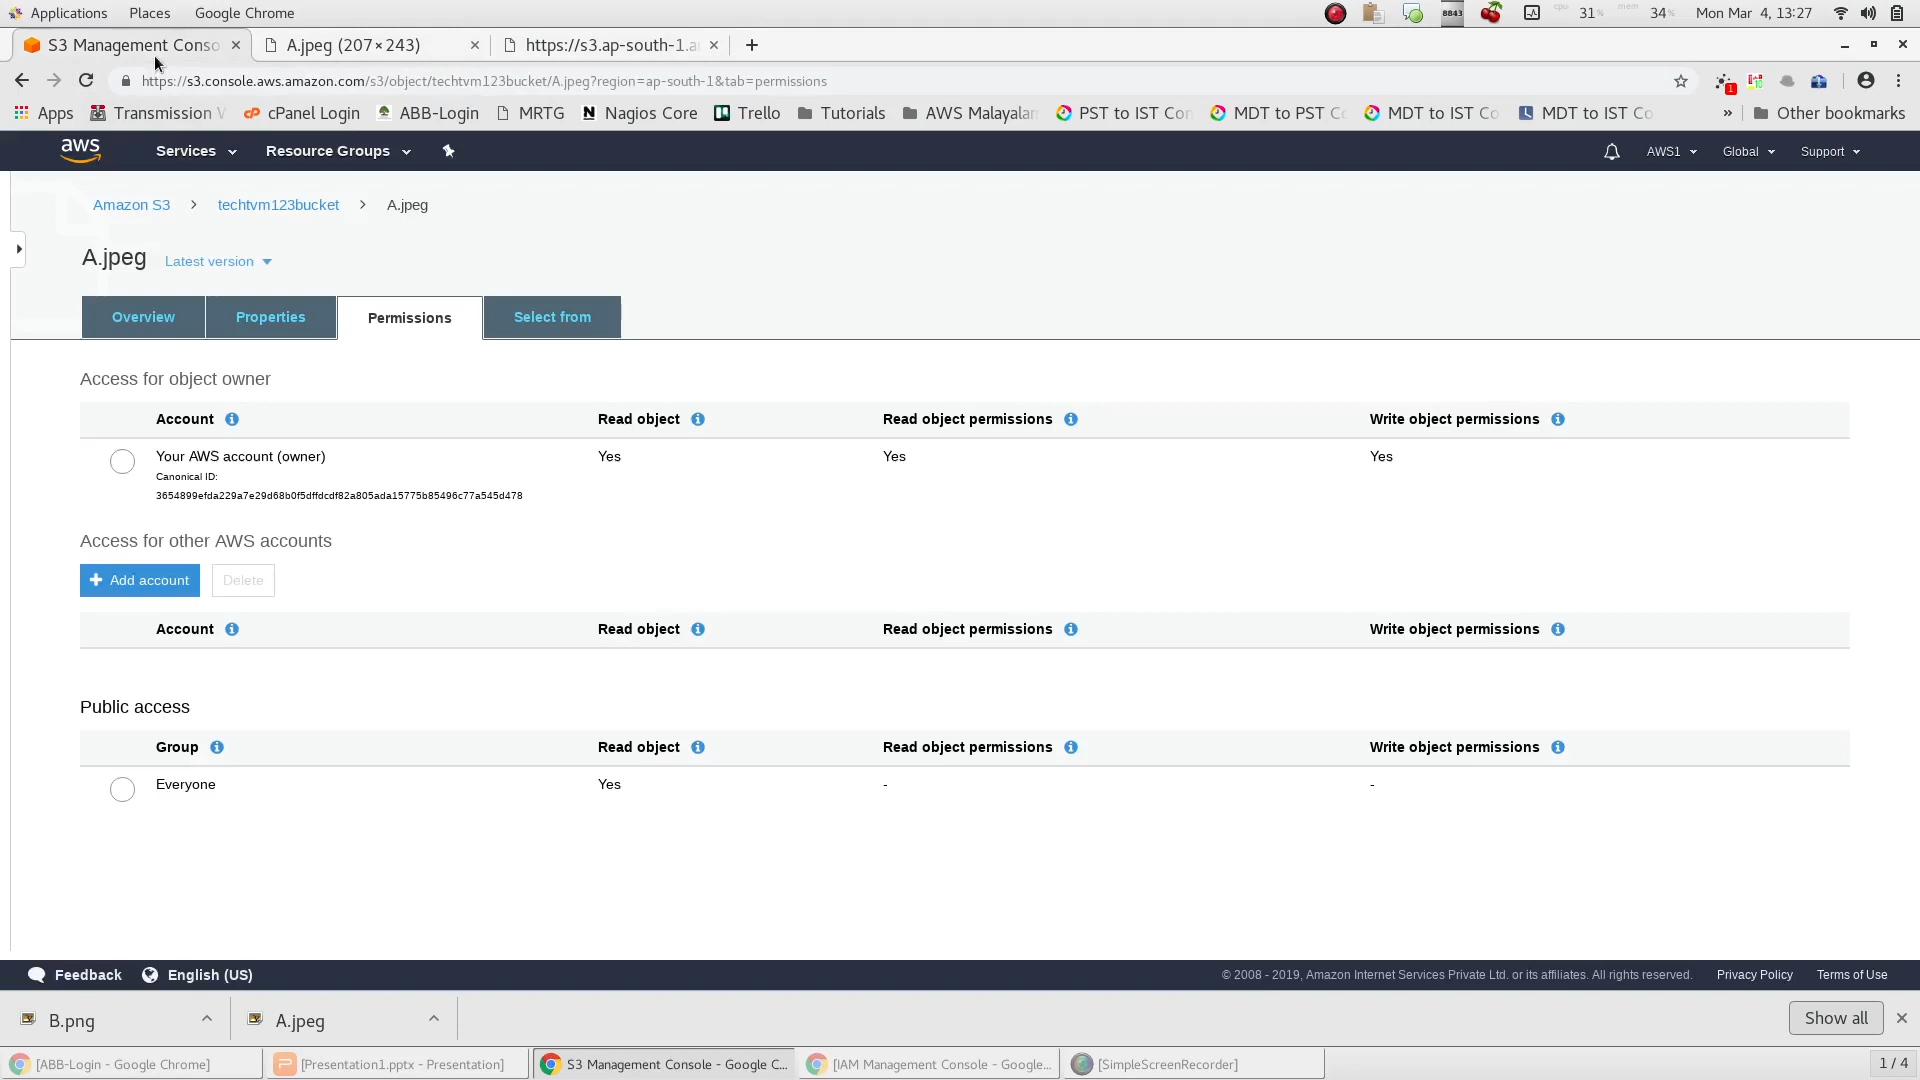 Applications Places Google Chrome 8843 cpu 31% mem 34% Mon Mar 4, 13:27
S3 Management Conso A.jpeg (207×243) https://s3.ap-south-1.a
https://s3.console.aws.amazon.com/s3/object/techtvm123bucket/A.jpeg?region=ap-south-1&tab=permissions 1
Apps Transmission V cPanel Login ABB-Login MRTG Nagios Core Trello Tutorials AWS Malayalam PST to IST Con MDT to PST Co MDT to IST Co MDT to IST Co » Other bookmarks
aws Services Resource Groups AWS1 Global Support
Amazon S3 > techtvm123bucket > A.jpeg
A.jpeg Latest version
Overview Properties Permissions Select from
Access for object owner
Account Read object Read object permissions Write object permissions
Your AWS account (owner) Yes Yes Yes
Canonical ID:
3654899efda229a7e29d68b0f5dffdcdf82a805ada15775b85496c77a545d478
Access for other AWS accounts
Add account Delete
Account Read object Read object permissions Write object permissions
Public access
Group Read object Read object permissions Write object permissions
Everyone Yes - -
Feedback English (US) © 2008 - 2019, Amazon Internet Services Private Ltd. or its affiliates. All rights reserved. Privacy Policy Terms of Use
B.png A.jpeg Show all
[ABB-Login - Google Chrome] [Presentation1.pptx - Presentation] S3 Management Console - Google C... [IAM Management Console - Google... [SimpleScreenRecorder] 1 / 4